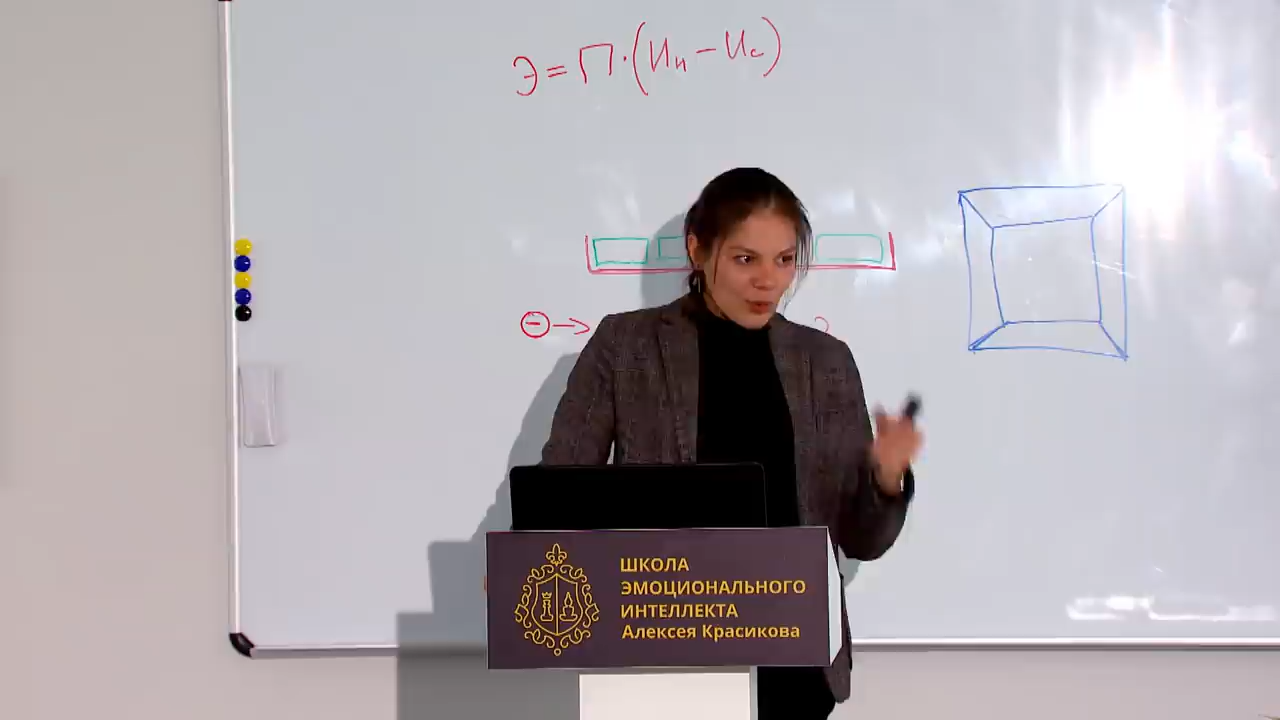 Э = П · (Ин − Ис)
⊖→
ШКОЛА
ЭМОЦИОНАЛЬНОГО
ИНТЕЛЛЕКТА
Алексея Красикова